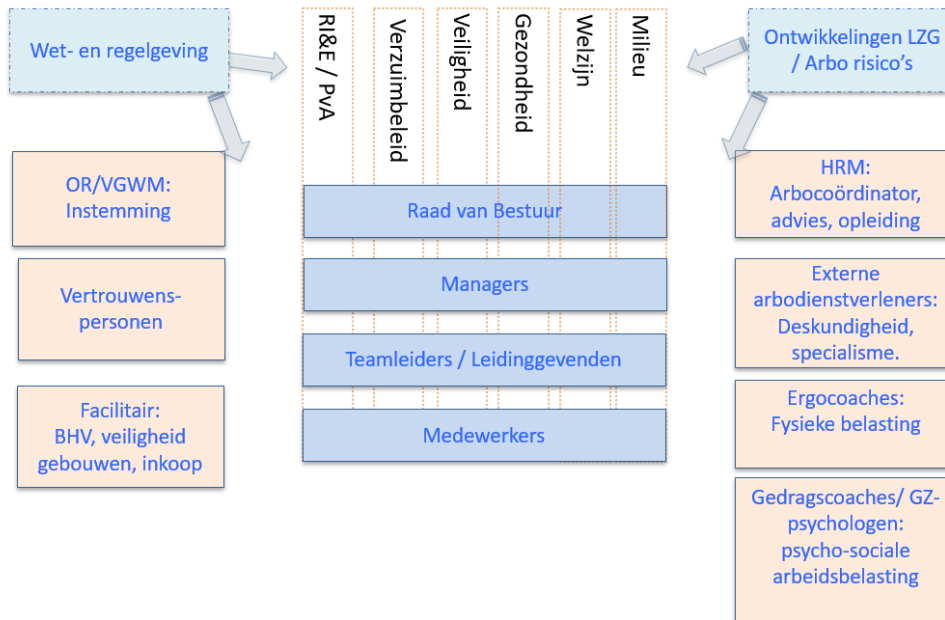 Wet- en regelgeving
RI&E / PvA
Verzuimbeleid
Veiligheid
Gezondheid
Welzijn
Milieu
Ontwikkelingen LZG
/ Arbo risico's
OR/VGWM:
Instemming
Vertrouwens-
personen
Facilitair:
BHV, veiligheid
gebouwen, inkoop
Raad van Bestuur
Managers
Teamleiders / Leidinggevenden
Medewerkers
HRM:
Arbocoördinator,
advies, opleiding
Externe
arbodienstverleners:
Deskundigheid,
specialisme.
Ergocoaches:
Fysieke belasting
Gedragscoaches/ GZ-
psychologen:
psycho-sociale
arbeidsbelasting